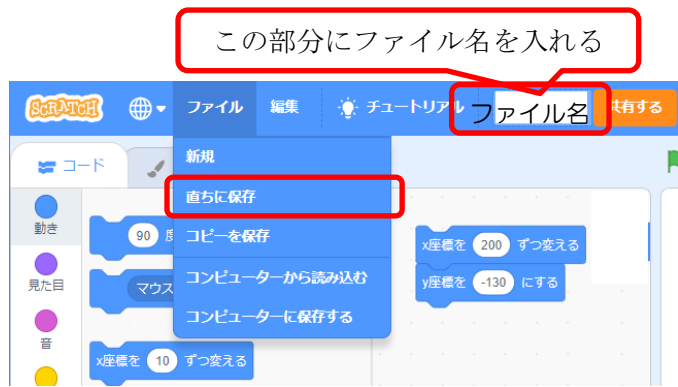 この部分にファイル名を入れる
SCRATCH ファイル 編集 チュートリアル ファイル名 共有する
コード
新規
直ちに保存
コピーを保存
コンピューターから読み込む
コンピューターに保存する
動き
見た目
音
90 度
マウス
x座標を 10 ずつ変える
x座標を 200 ずつ変える
y座標を -130 にする